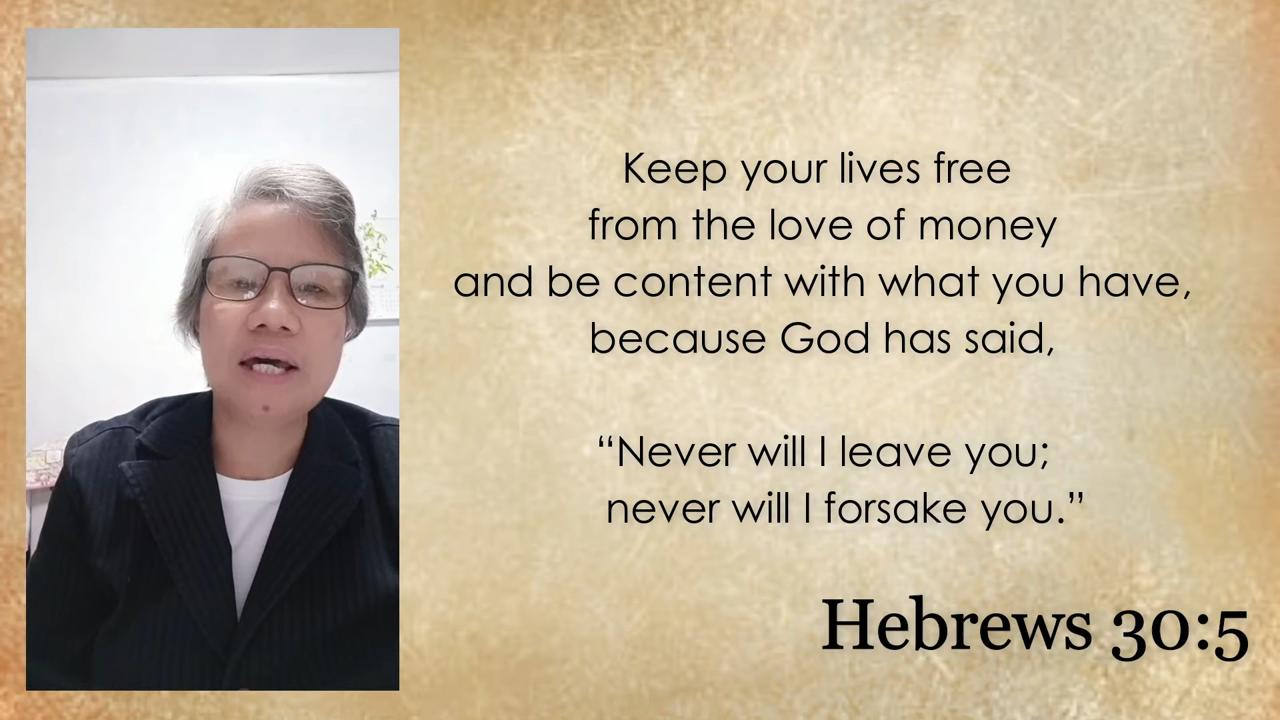 Keep your lives free
from the love of money
and be content with what you have,
because God has said,
“Never will I leave you;
never will I forsake you.”
Hebrews 30:5